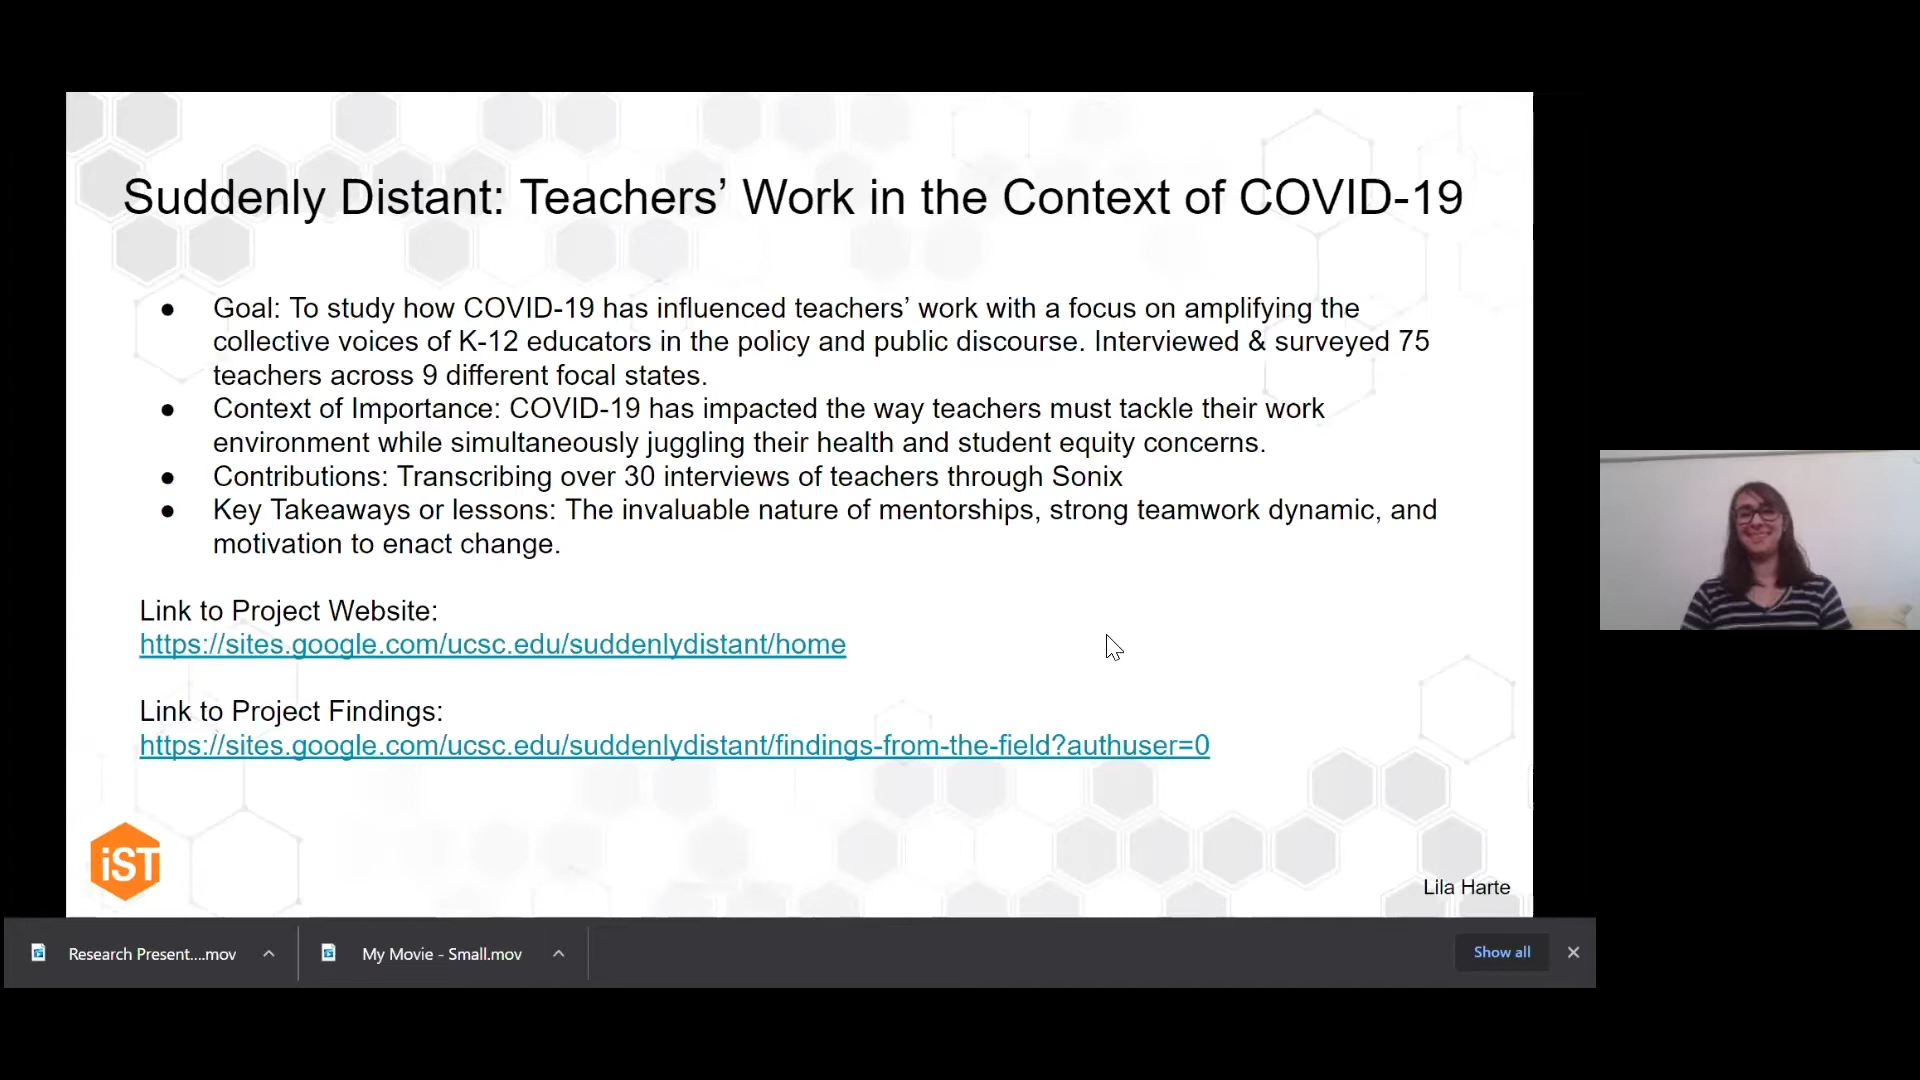 Suddenly Distant: Teachers’ Work in the Context of COVID-19
● Goal: To study how COVID-19 has influenced teachers’ work with a focus on amplifying the
collective voices of K-12 educators in the policy and public discourse. Interviewed & surveyed 75
teachers across 9 different focal states.
● Context of Importance: COVID-19 has impacted the way teachers must tackle their work
environment while simultaneously juggling their health and student equity concerns.
● Contributions: Transcribing over 30 interviews of teachers through Sonix
● Key Takeaways or lessons: The invaluable nature of mentorships, strong teamwork dynamic, and
motivation to enact change.
Link to Project Website:
https://sites.google.com/ucsc.edu/suddenlydistant/home
Link to Project Findings:
https://sites.google.com/ucsc.edu/suddenlydistant/findings-from-the-field?authuser=0
iST
Lila Harte
Research Present....mov
My Movie - Small.mov
Show all